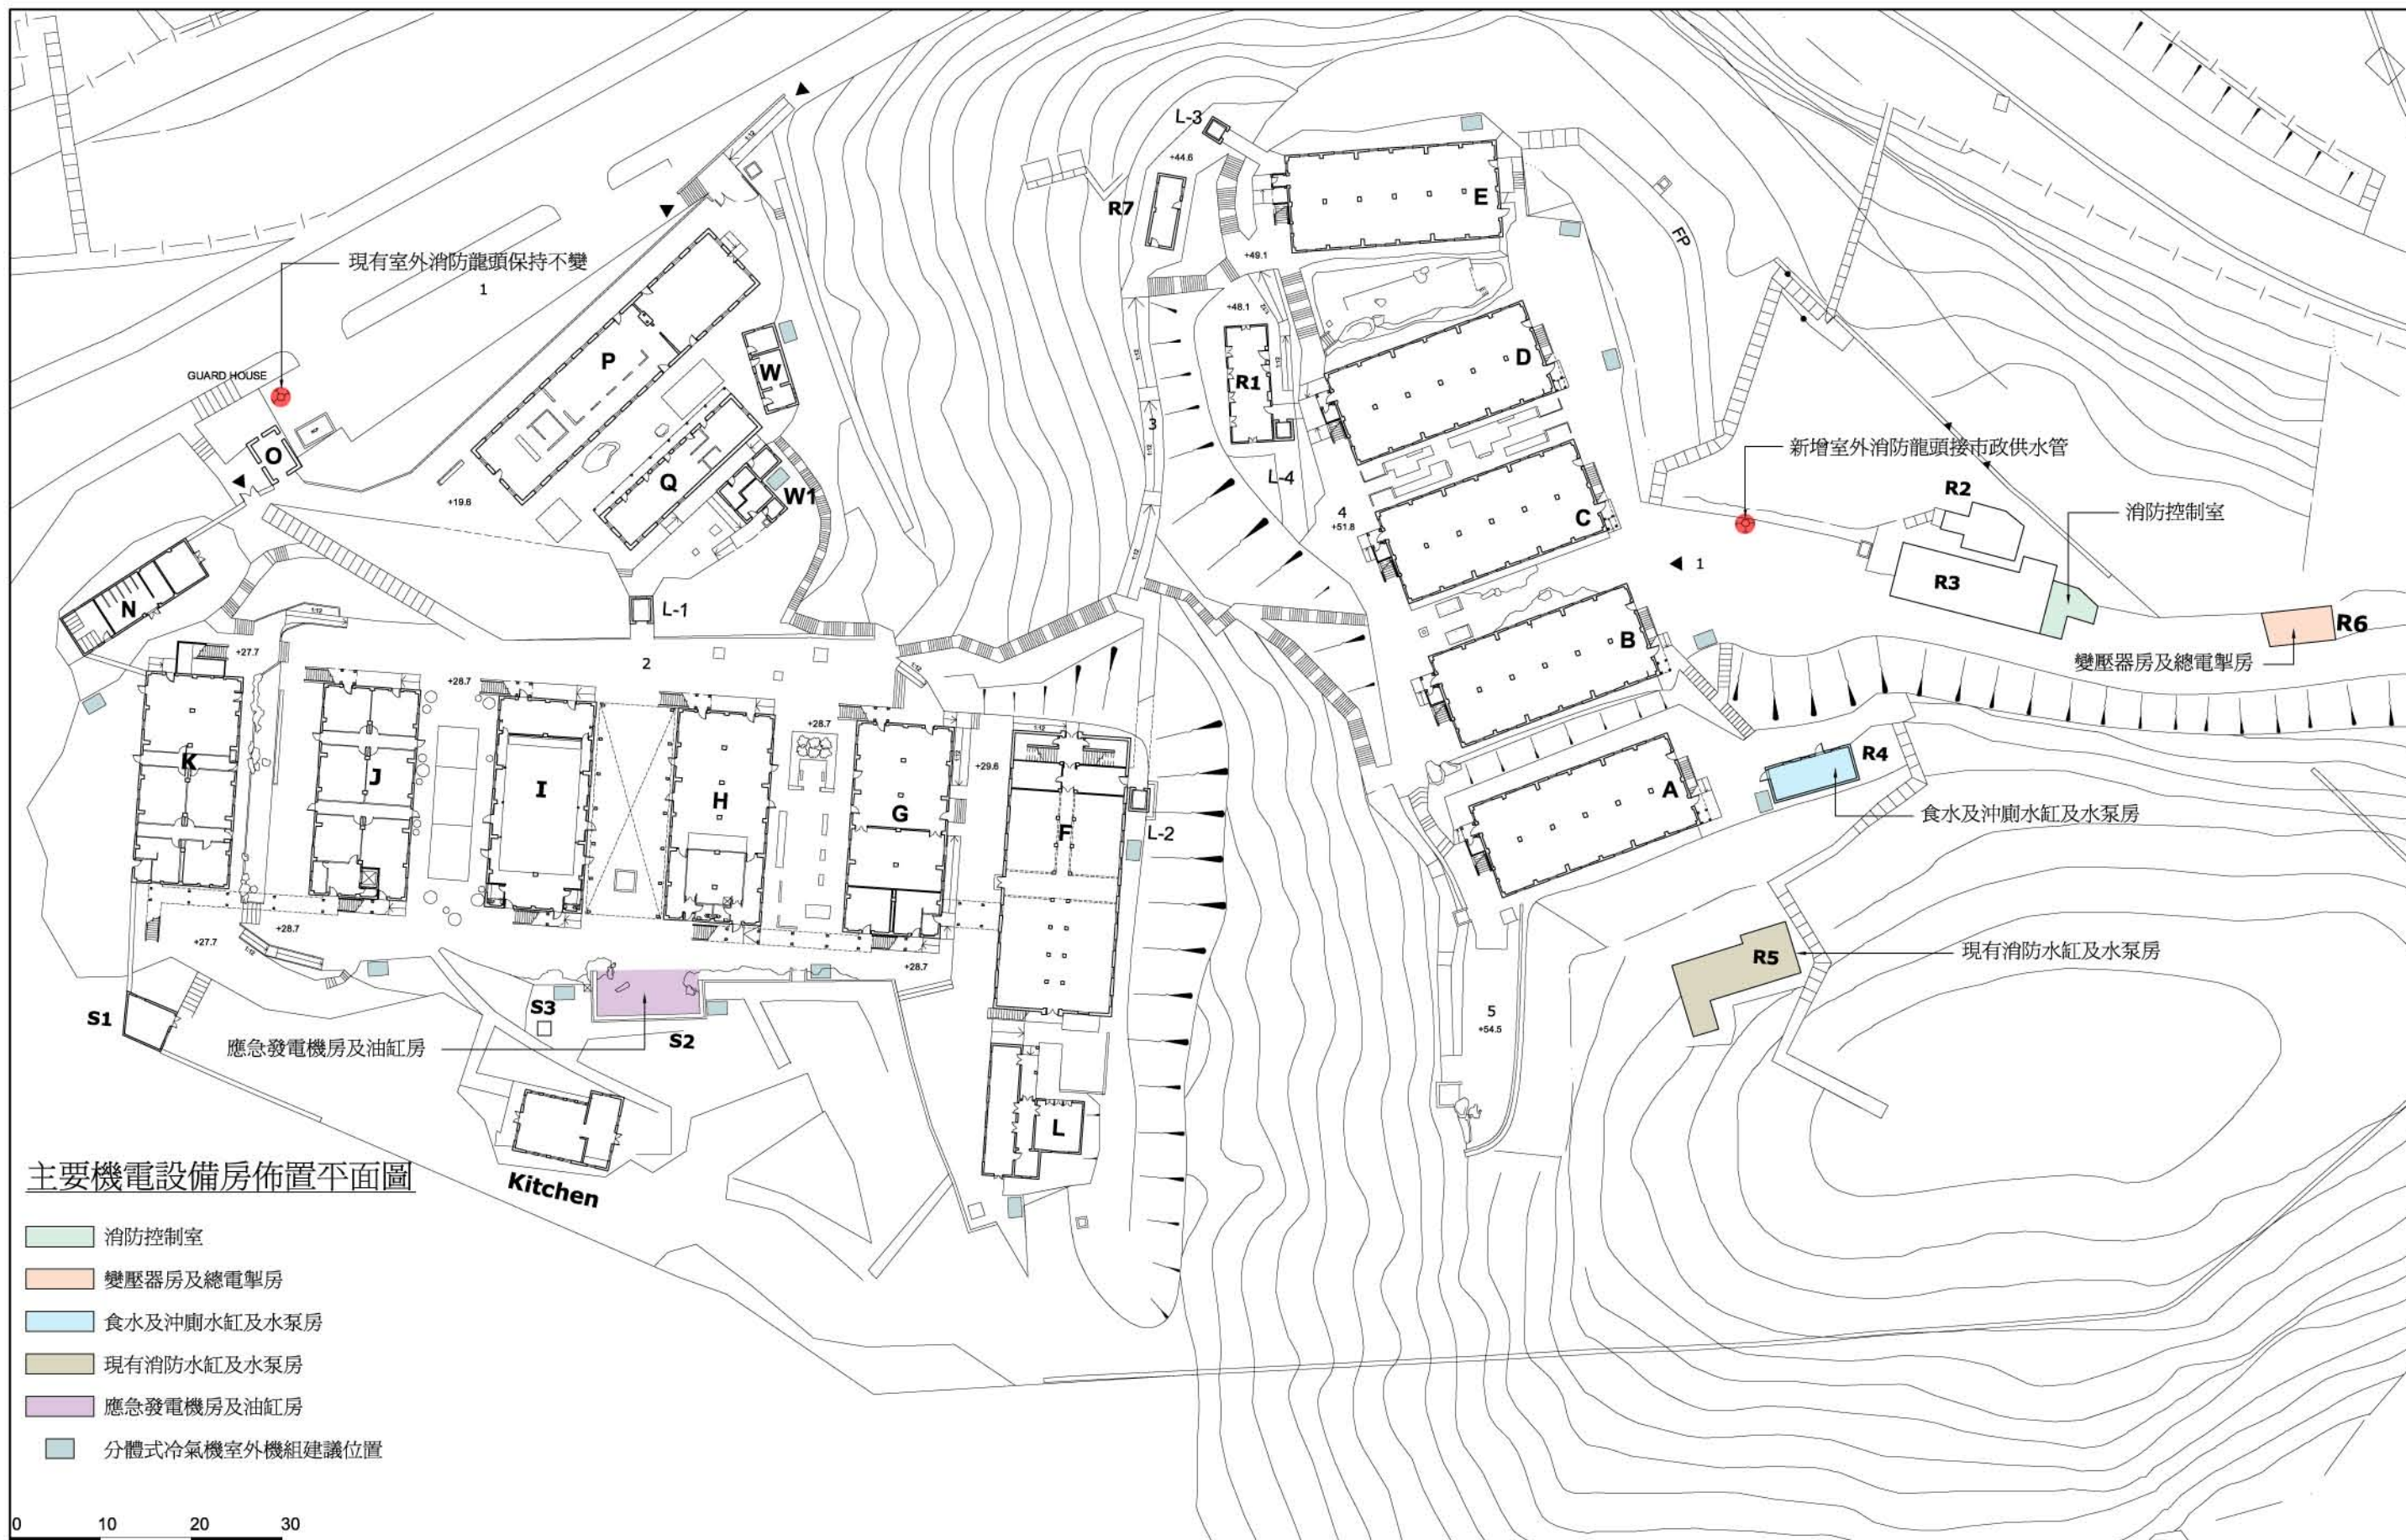 L-3
+44.6
E
R7
FP
+49.1
現有室外消防龍頭保持不變
1
+48.1
P
D
W
R1
1:12
GUARD HOUSE
3
O
新增室外消防龍頭接市政供水管
Q
W1
L-4
+19.6
4
+51.8
C
R2
消防控制室
1
R3
N
L-1
R6
B
變壓器房及總電掣房
+27.7
2
+28.7
+28.7
K
J
I
H
G
+29.6
F
L-2
A
R4
食水及沖廁水缸及水泵房
+27.7
+28.7
+28.7
R5
現有消防水缸及水泵房
S1
S3
S2
應急發電機房及油缸房
5
+54.5
L
Kitchen
主要機電設備房佈置平面圖
消防控制室
變壓器房及總電掣房
食水及沖廁水缸及水泵房
現有消防水缸及水泵房
應急發電機房及油缸房
分體式冷氣機室外機組建議位置
0 10 20 30